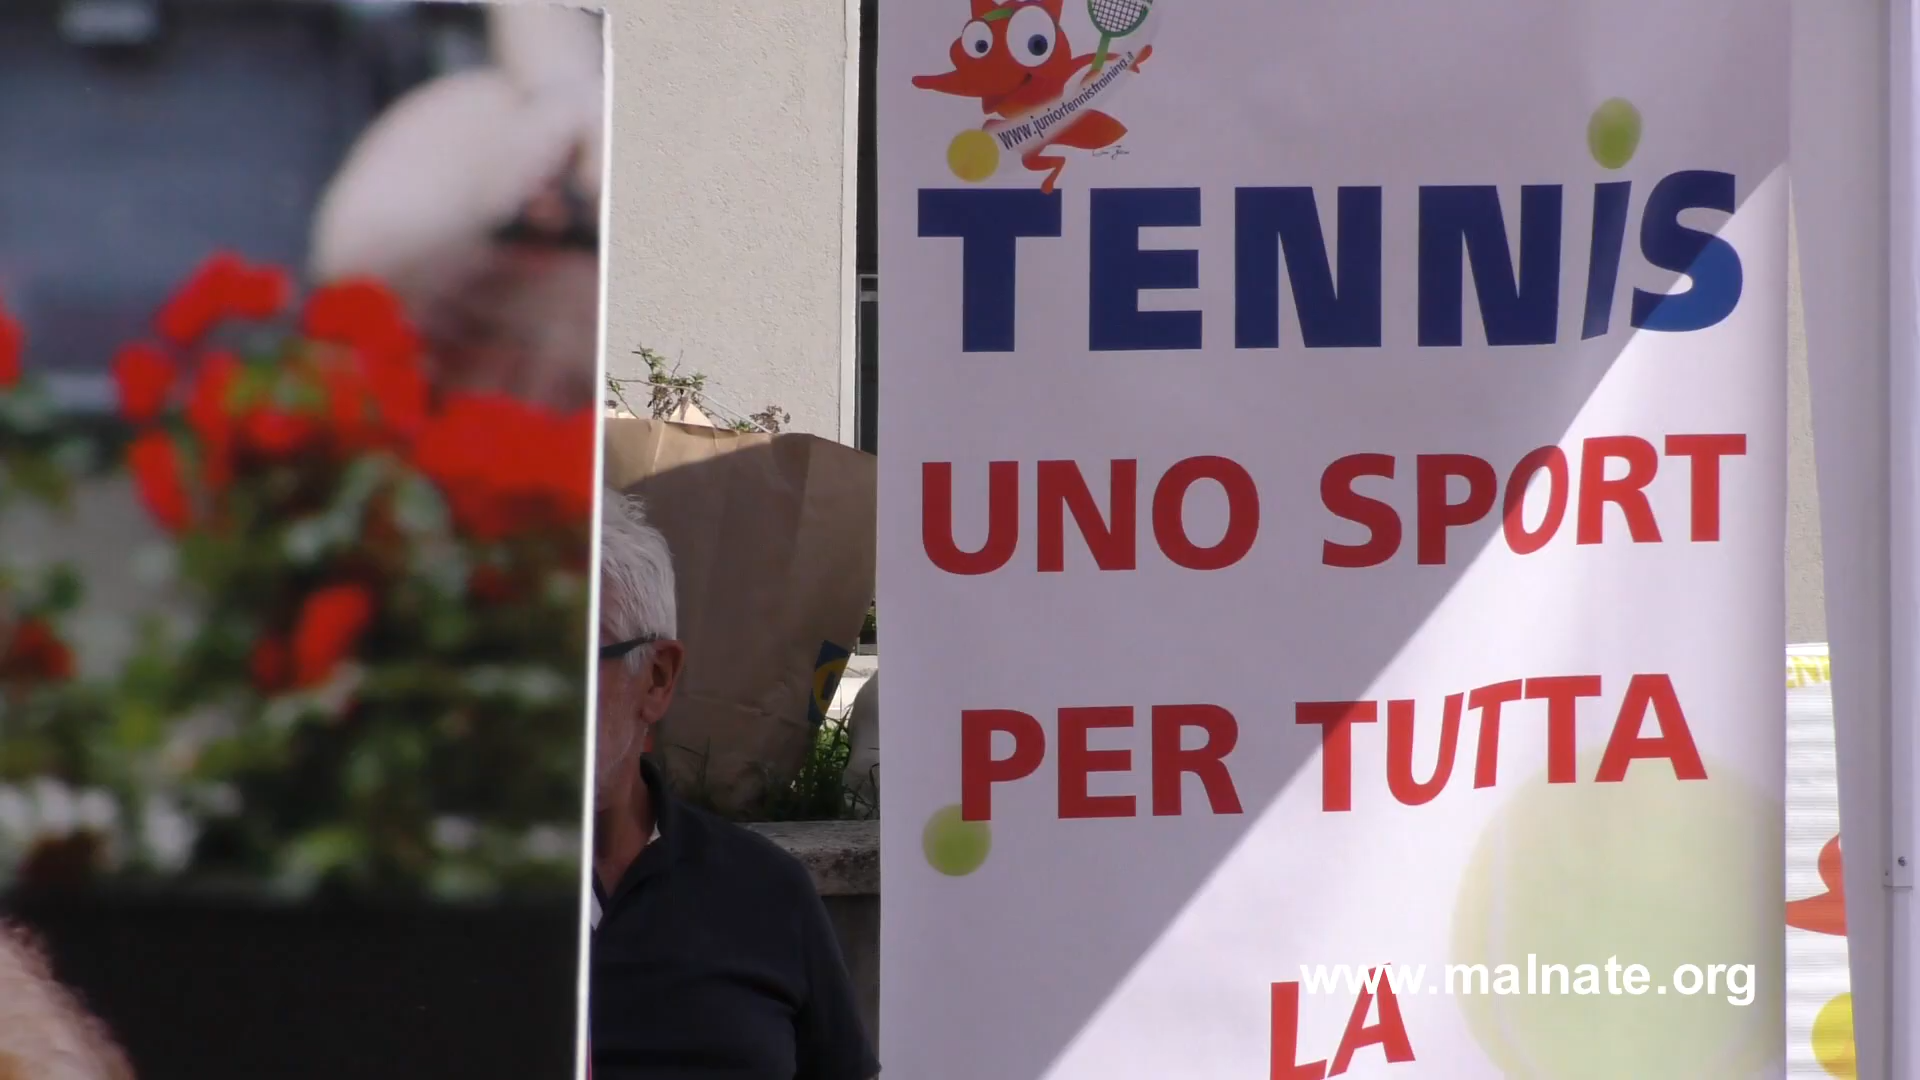 www.juniortennistraining.it
TENNiS
UNO SPORT
PER TUTTA
LA
www.malnate.org